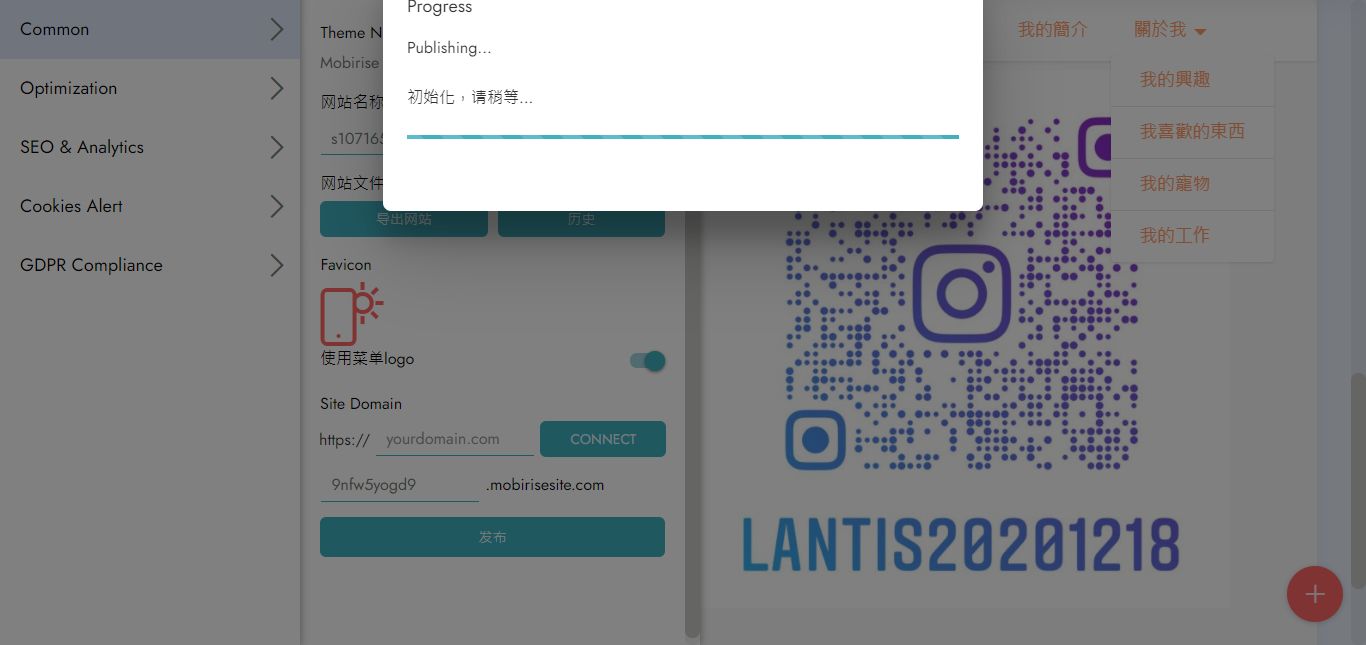 Common
Optimization
SEO & Analytics
Cookies Alert
GDPR Compliance
Theme N
Mobirise
网站名称
s107165
网站文件
导出网站
历史
Favicon
使用菜单logo
Site Domain
https://
yourdomain.com
CONNECT
9nfw5yogd9
.mobirisesite.com
发布
Progress
Publishing...
初始化，请稍等...
我的簡介
關於我
我的興趣
我喜歡的東西
我的寵物
我的工作
LANTIS20201218